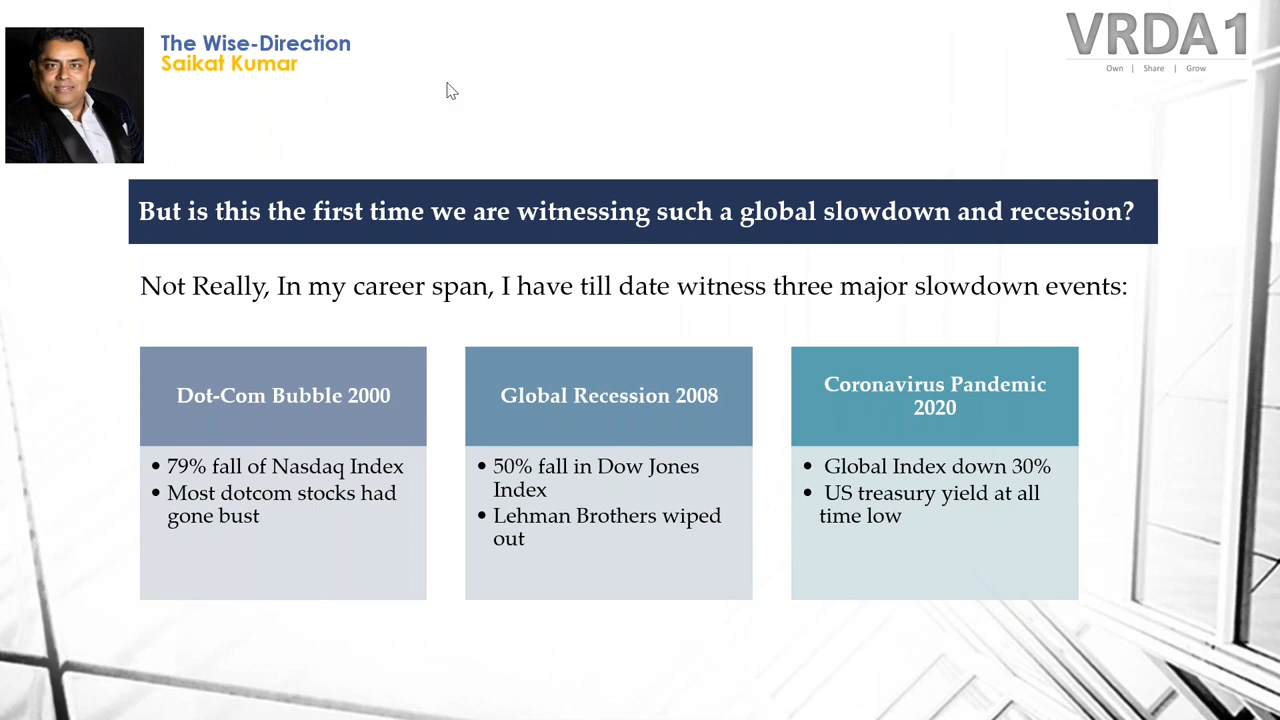 The Wise-Direction
Saikat Kumar
VRDA1
Own | Share | Grow
But is this the first time we are witnessing such a global slowdown and recession?
Not Really, In my career span, I have till date witness three major slowdown events:
Dot-Com Bubble 2000
• 79% fall of Nasdaq Index
• Most dotcom stocks had
gone bust
Global Recession 2008
• 50% fall in Dow Jones
Index
• Lehman Brothers wiped
out
Coronavirus Pandemic
2020
• Global Index down 30%
• US treasury yield at all
time low